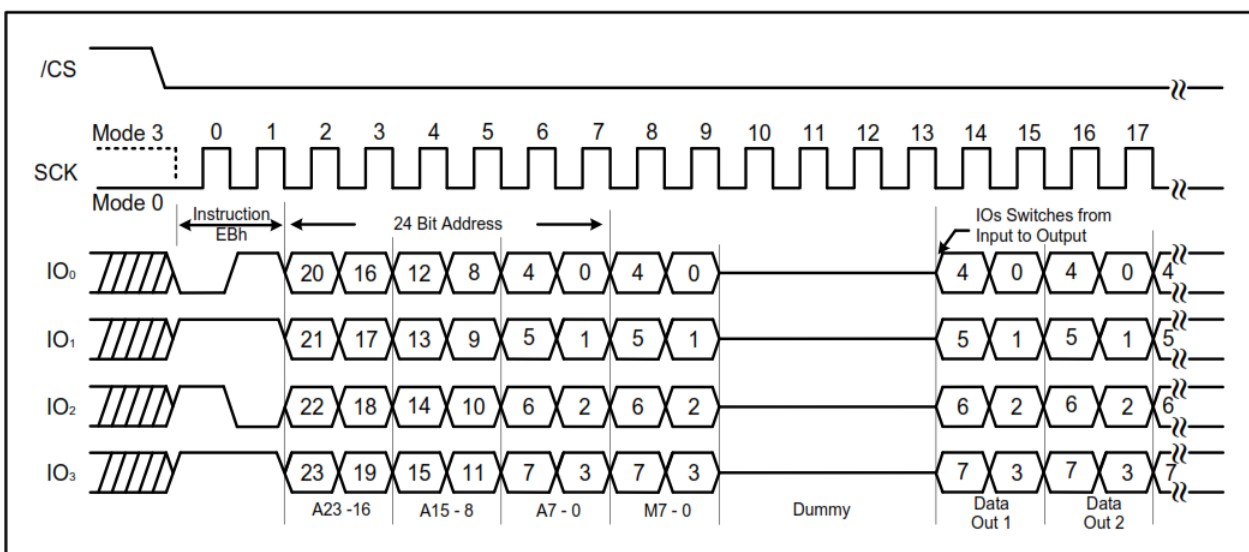 /CS
Mode 3 0 1 2 3 4 5 6 7 8 9 10 11 12 13 14 15 16 17
SCK
Mode 0
Instruction
EBh
24 Bit Address
IOs Switches from
Input to Output
IO₀ 20 16 12 8 4 0 4 0 4 0 4 0 4
IO₁ 21 17 13 9 5 1 5 1 5 1 5 1 5
IO₂ 22 18 14 10 6 2 6 2 6 2 6 2 6
IO₃ 23 19 15 11 7 3 7 3 7 3 7 3 7
A23 -16 A15 - 8 A7 - 0 M7 - 0 Dummy
Data
Out 1
Data
Out 2